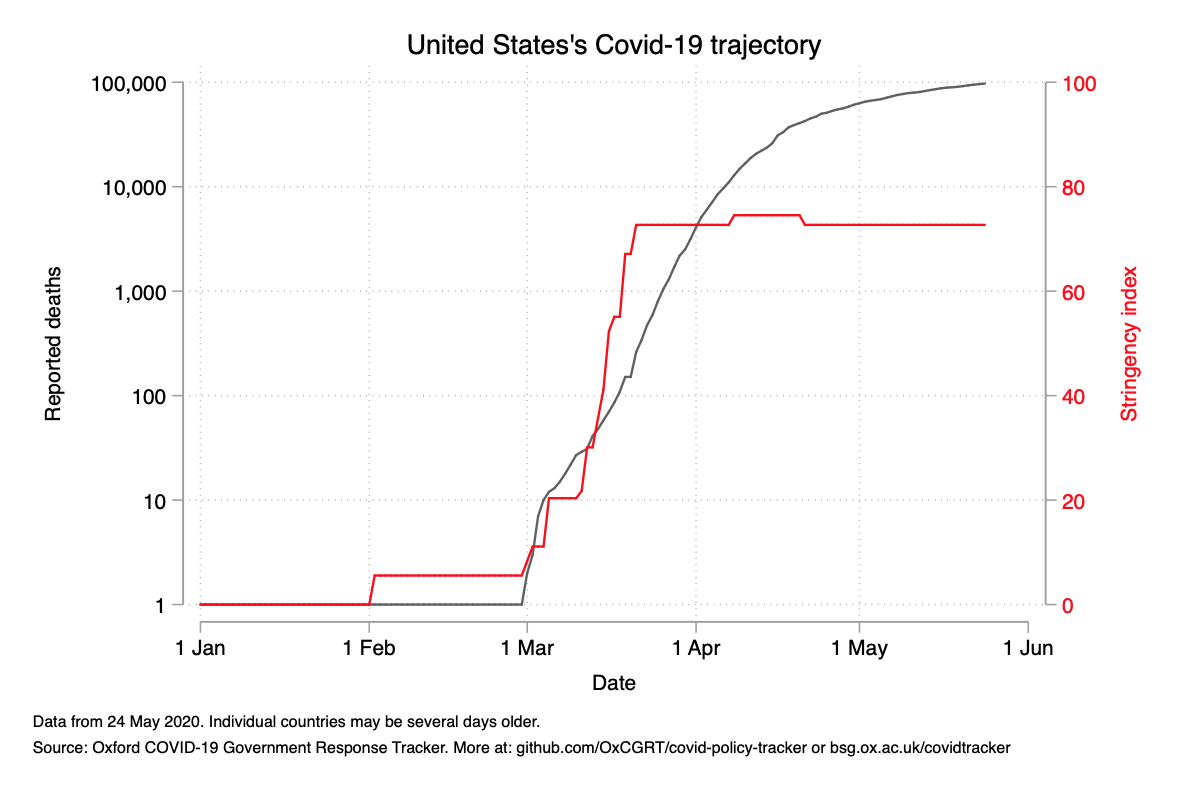 United States's Covid-19 trajectory
100,000
10,000
1,000
100
10
1
Reported deaths
100
80
60
40
20
0
Stringency index
1 Jan
1 Feb
1 Mar
1 Apr
1 May
1 Jun
Date
Data from 24 May 2020. Individual countries may be several days older.
Source: Oxford COVID-19 Government Response Tracker. More at: github.com/OxCGRT/covid-policy-tracker or bsg.ox.ac.uk/covidtracker